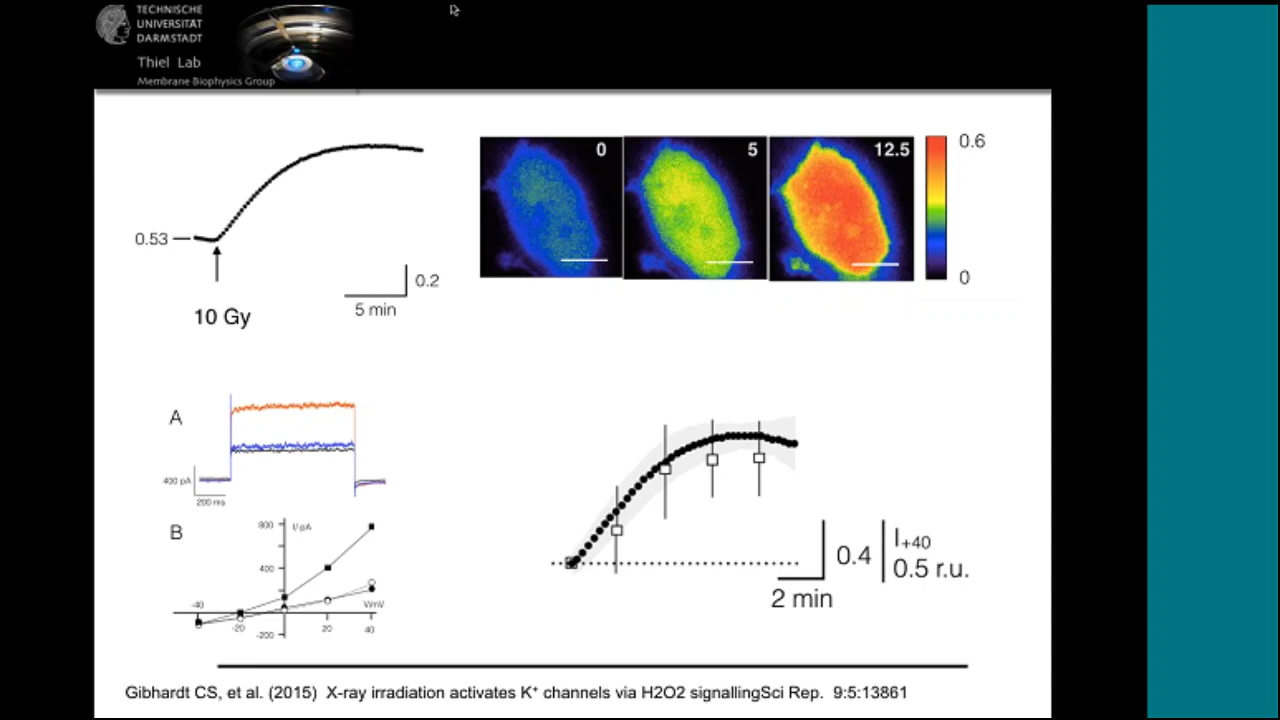 TECHNISCHE
UNIVERSITÄT
DARMSTADT
Thiel Lab
Membrane Biophysics Group
0.53
10 Gy
5 min
0.2
0
5
12.5
0.6
0
A
400 pA
200 ms
B
800
I/ pA
400
-40
V/mV
-20
20
40
-200
0.4
I+40
0.5 r.u.
2 min
Gibhardt CS, et al. (2015) X-ray irradiation activates K⁺ channels via H2O2 signallingSci Rep. 9:5:13861